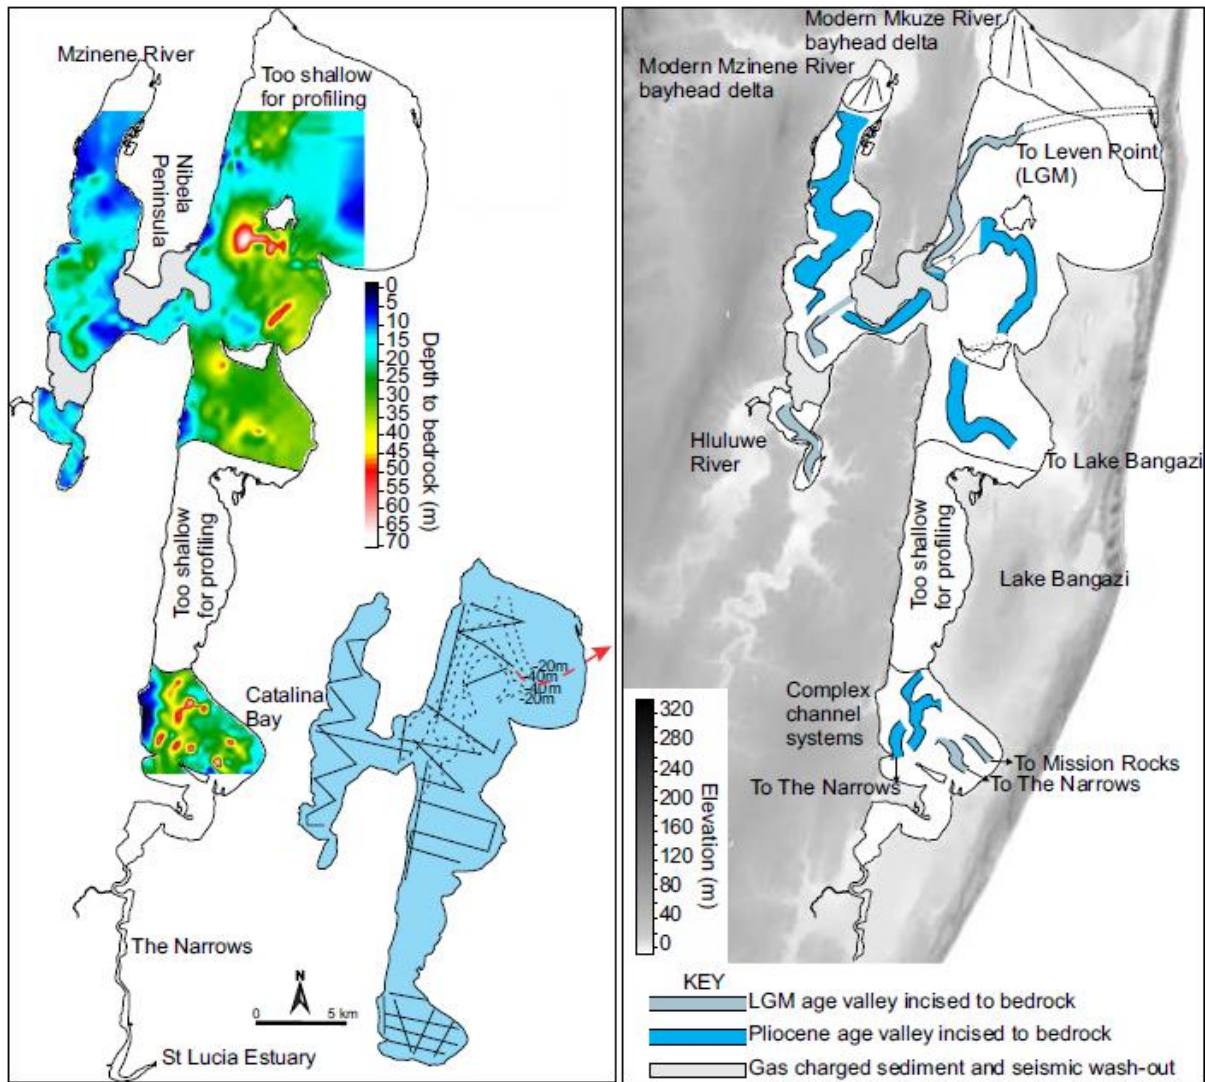 Mzinene River
Too shallow
for profiling
Nibela
Peninsula
0
5
10
15
20
25
30
35
40
45
50
55
60
65
70
Depth to bedrock (m)
Too shallow
for profiling
Catalina
Bay
-20m
-40m
-40m
-20m
The Narrows
N
0 5 km
St Lucia Estuary
Modern Mkuze River
bayhead delta
Modern Mzinene River
bayhead delta
To Leven Point
(LGM)
Hluluwe
River
To Lake Bangazi
Too shallow
for profiling
Lake Bangazi
Complex
channel
systems
To Mission Rocks
To The Narrows
To The Narrows
320
280
240
200
160
120
80
40
0
Elevation (m)
KEY
LGM age valley incised to bedrock
Pliocene age valley incised to bedrock
Gas charged sediment and seismic wash-out